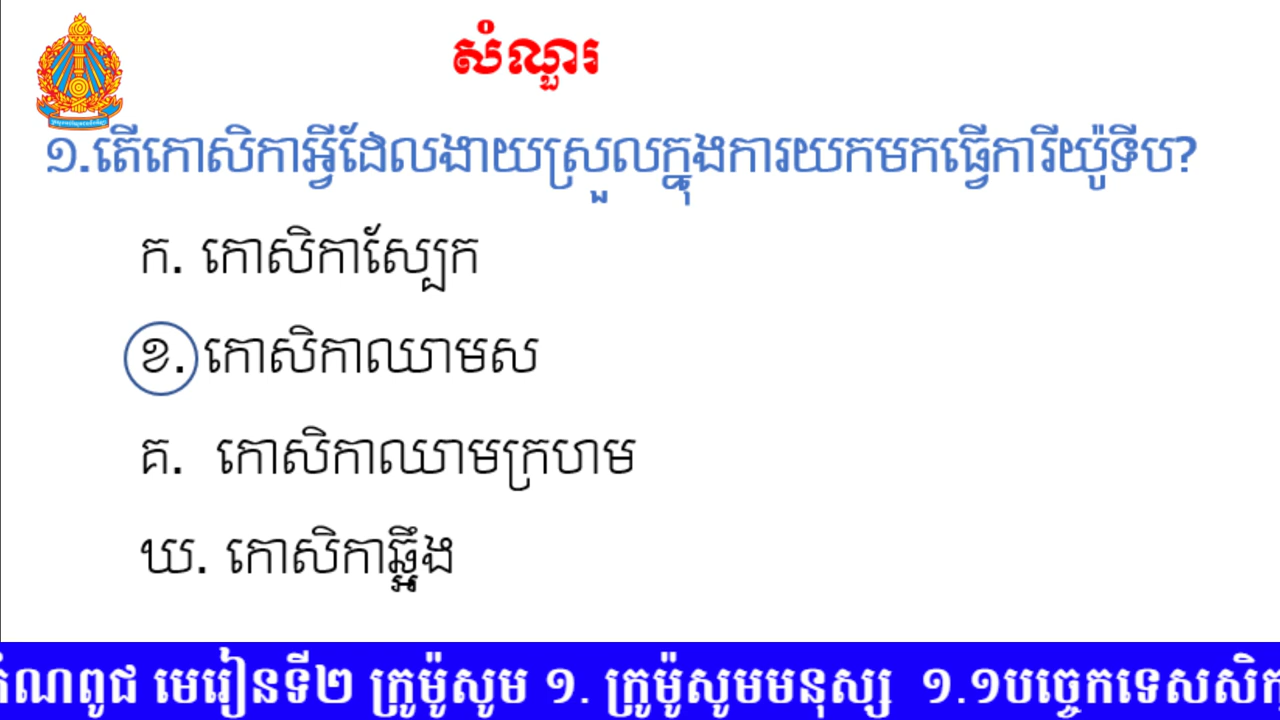 សំណួរ
១.តើកោសិកាអ្វីដែលងាយស្រួលក្នុងការយកមកធ្វើការីយ៉ូទីប?
ក. កោសិកាស្បែក
ខ. កោសិកាឈាមស
គ. កោសិកាឈាមក្រហម
ឃ. កោសិកាឆ្អឹង
កំណពូជ មេរៀនទី២ ក្រូម៉ូសូម ១. ក្រូម៉ូសូមមនុស្ស ១.១បច្ចេកទេសសិក្